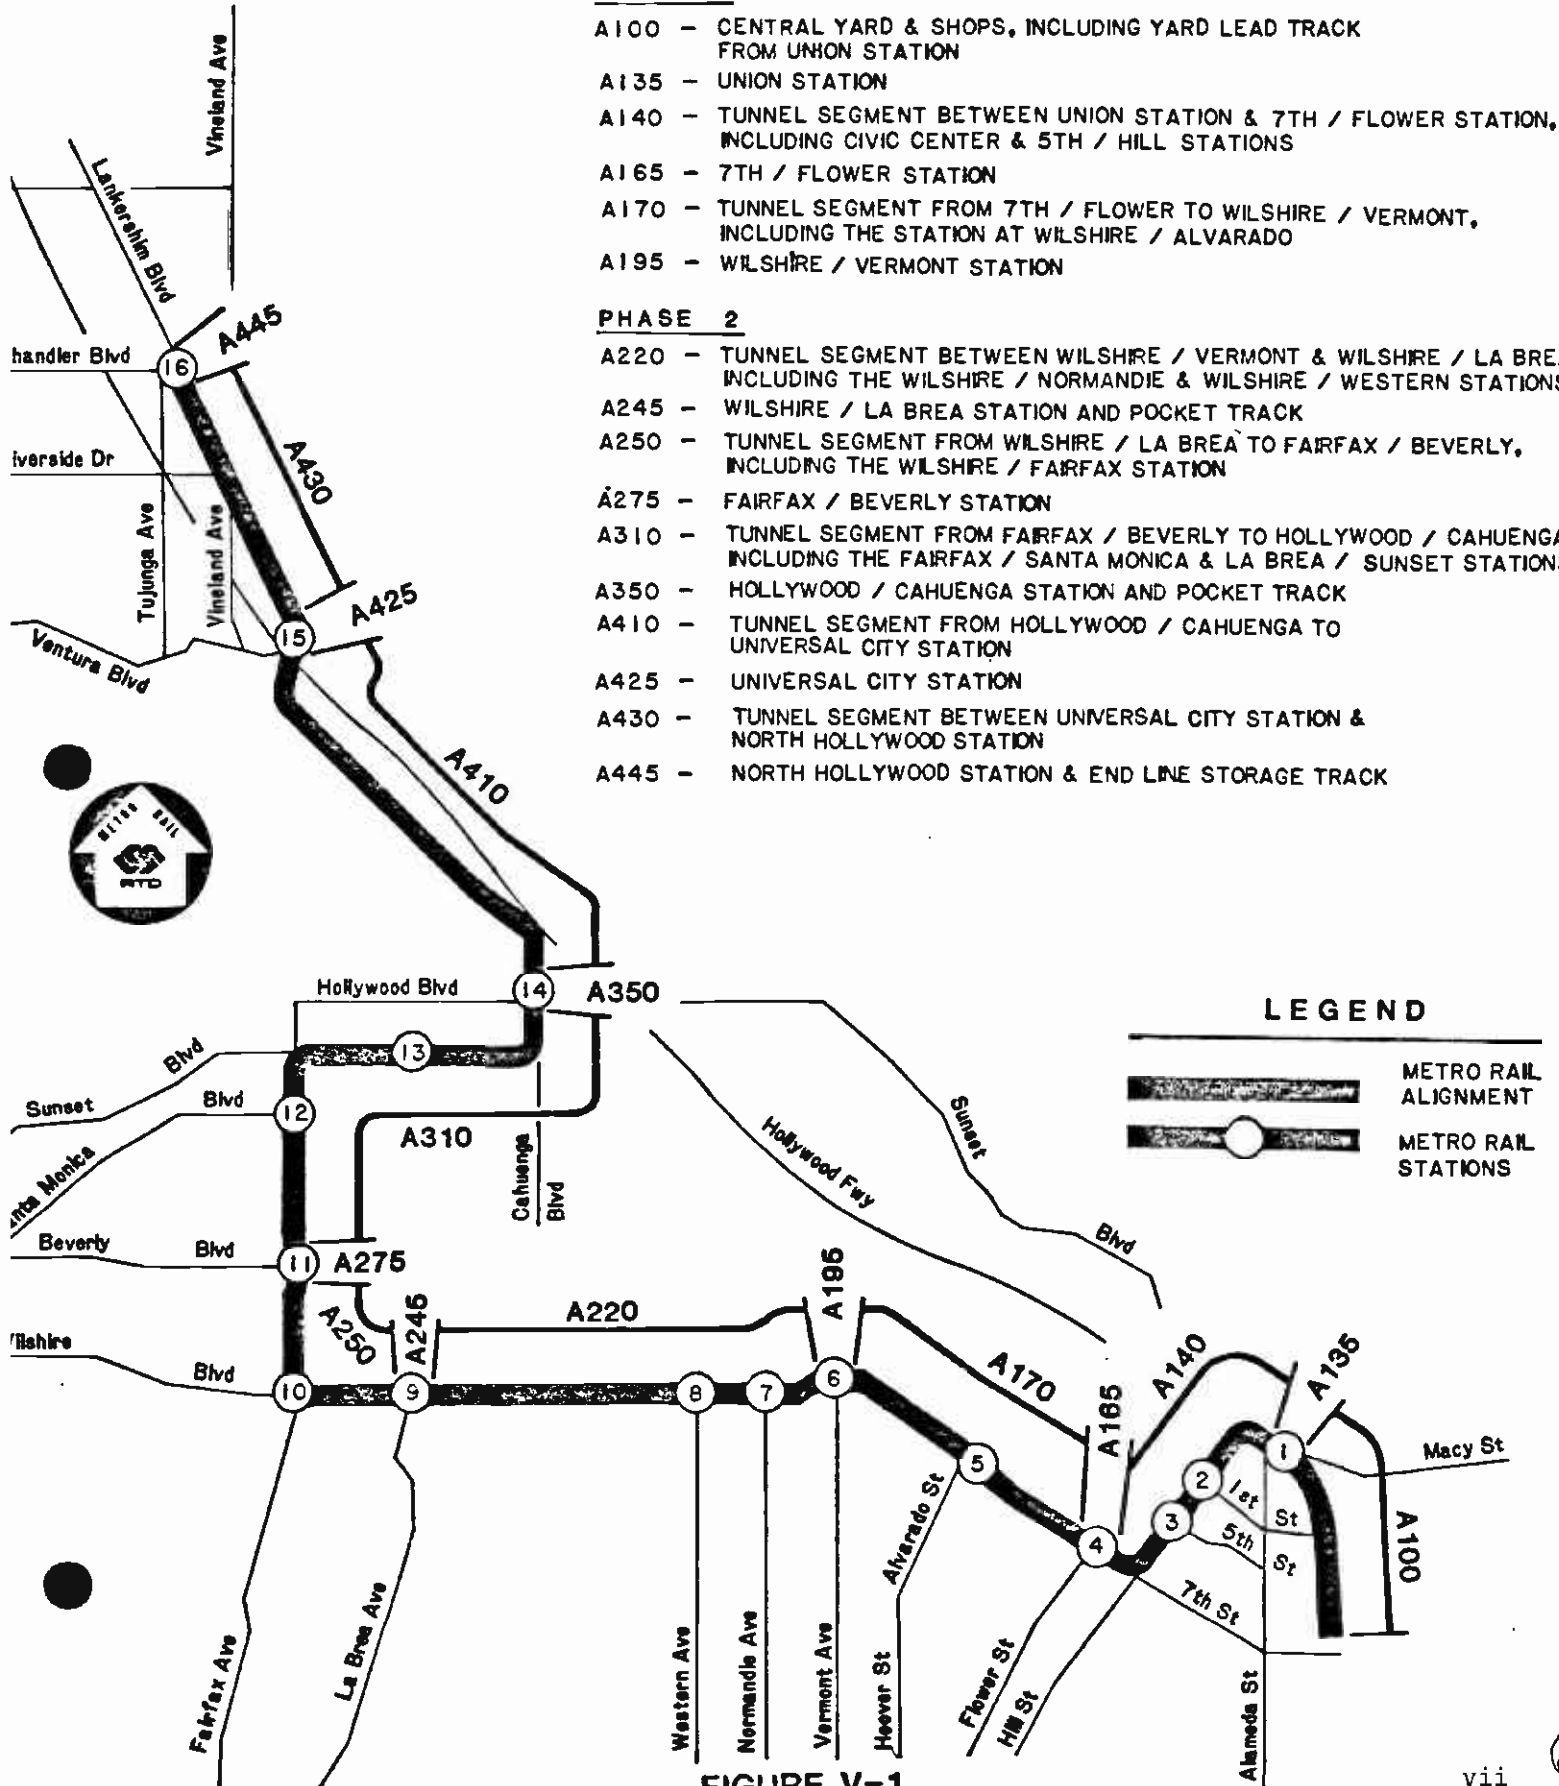 A100 - CENTRAL YARD & SHOPS, INCLUDING YARD LEAD TRACK
FROM UNION STATION
A135 - UNION STATION
A140 - TUNNEL SEGMENT BETWEEN UNION STATION & 7TH / FLOWER STATION,
INCLUDING CIVIC CENTER & 5TH / HILL STATIONS
A165 - 7TH / FLOWER STATION
A170 - TUNNEL SEGMENT FROM 7TH / FLOWER TO WILSHIRE / VERMONT,
INCLUDING THE STATION AT WILSHIRE / ALVARADO
A195 - WILSHIRE / VERMONT STATION
PHASE 2
A220 - TUNNEL SEGMENT BETWEEN WILSHIRE / VERMONT & WILSHIRE / LA BRE
INCLUDING THE WILSHIRE / NORMANDIE & WILSHIRE / WESTERN STATIONS
A245 - WILSHIRE / LA BREA STATION AND POCKET TRACK
A250 - TUNNEL SEGMENT FROM WILSHIRE / LA BREA TO FAIRFAX / BEVERLY,
INCLUDING THE WILSHIRE / FAIRFAX STATION
A275 - FAIRFAX / BEVERLY STATION
A310 - TUNNEL SEGMENT FROM FAIRFAX / BEVERLY TO HOLLYWOOD / CAHUENGA
INCLUDING THE FAIRFAX / SANTA MONICA & LA BREA / SUNSET STATION
A350 - HOLLYWOOD / CAHUENGA STATION AND POCKET TRACK
A410 - TUNNEL SEGMENT FROM HOLLYWOOD / CAHUENGA TO
UNIVERSAL CITY STATION
A425 - UNIVERSAL CITY STATION
A430 - TUNNEL SEGMENT BETWEEN UNIVERSAL CITY STATION &
NORTH HOLLYWOOD STATION
A445 - NORTH HOLLYWOOD STATION & END LINE STORAGE TRACK
Vineland Ave
Lankershim Blvd
A445
handler Blvd
16
A430
iverside Dr
Tujunga Ave
Vineland Ave
A425
15
Ventura Blvd
A410
METRO RAIL
RTD
Hollywood Blvd
14
A350
LEGEND
METRO RAIL
ALIGNMENT
METRO RAIL
STATIONS
13
Blvd
Sunset
Blvd
12
A310
Cahuenga
Blvd
nta Monica
Hollywood Fwy
Sunset
Blvd
Beverly
Blvd
11
A275
A250
A245
A220
A195
A170
A165
A140
A135
ilshire
Blvd
10
9
8
7
6
5
4
3
2
1
Macy St
1st
St
5th
St
7th St
A100
Alvarado St
Fairfax Ave
La Brea Ave
Western Ave
Normandie Ave
Vermont Ave
Hoover St
Flower St
Hill St
Alameda St
FIGURE V-1
vii